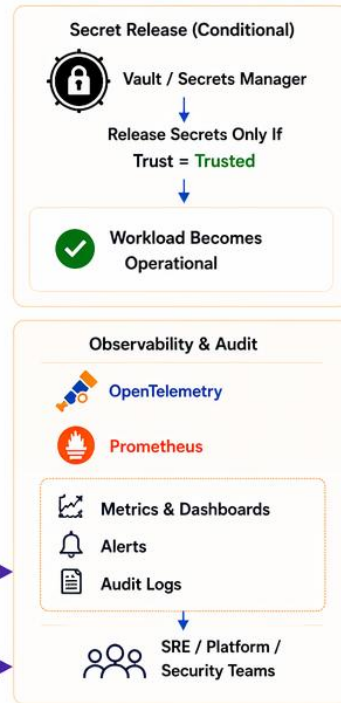 Secret Release (Conditional)
Vault / Secrets Manager
Release Secrets Only If
Trust = Trusted
Workload Becomes
Operational
Observability & Audit
OpenTelemetry
Prometheus
Metrics & Dashboards
Alerts
Audit Logs
SRE / Platform /
Security Teams